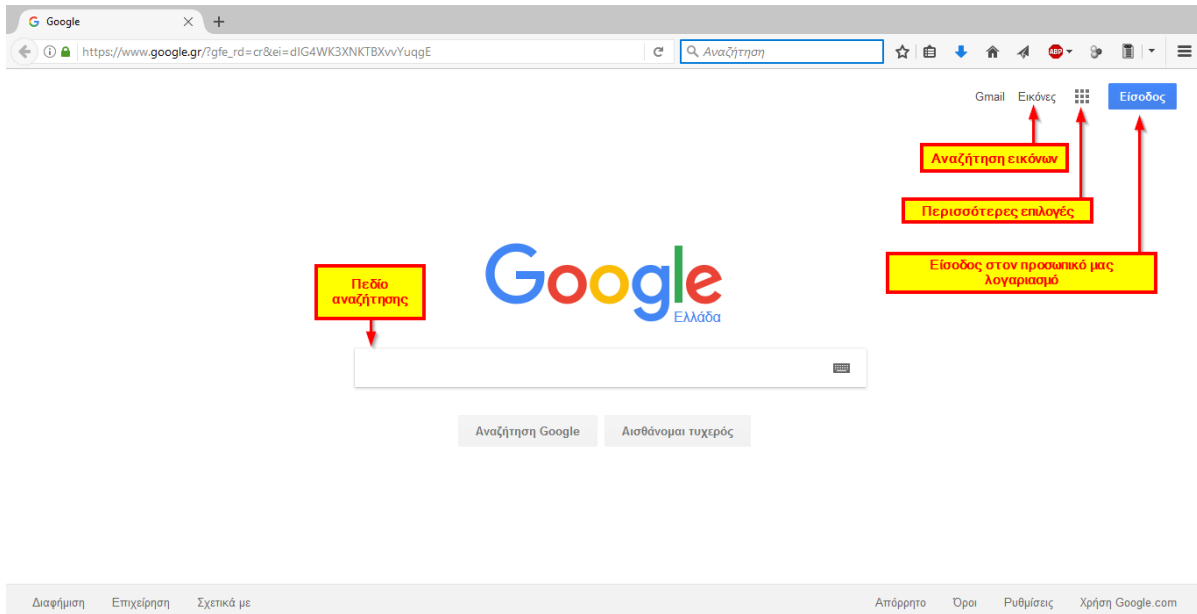 G Google
https://www.google.gr/?gfe_rd=cr&ei=dIG4WK3XNKTBXvvYuqgE
Αναζήτηση
ABP
Gmail Εικόνες Είσοδος
Αναζήτηση εικόνων
Περισσότερες επιλογές
Είσοδος στον προσωπικό μας
λογαριασμό
Πεδίο
αναζήτησης
Google
Ελλάδα
Αναζήτηση Google Αισθάνομαι τυχερός
Διαφήμιση Επιχείρηση Σχετικά με Απόρρητο Όροι Ρυθμίσεις Χρήση Google.com